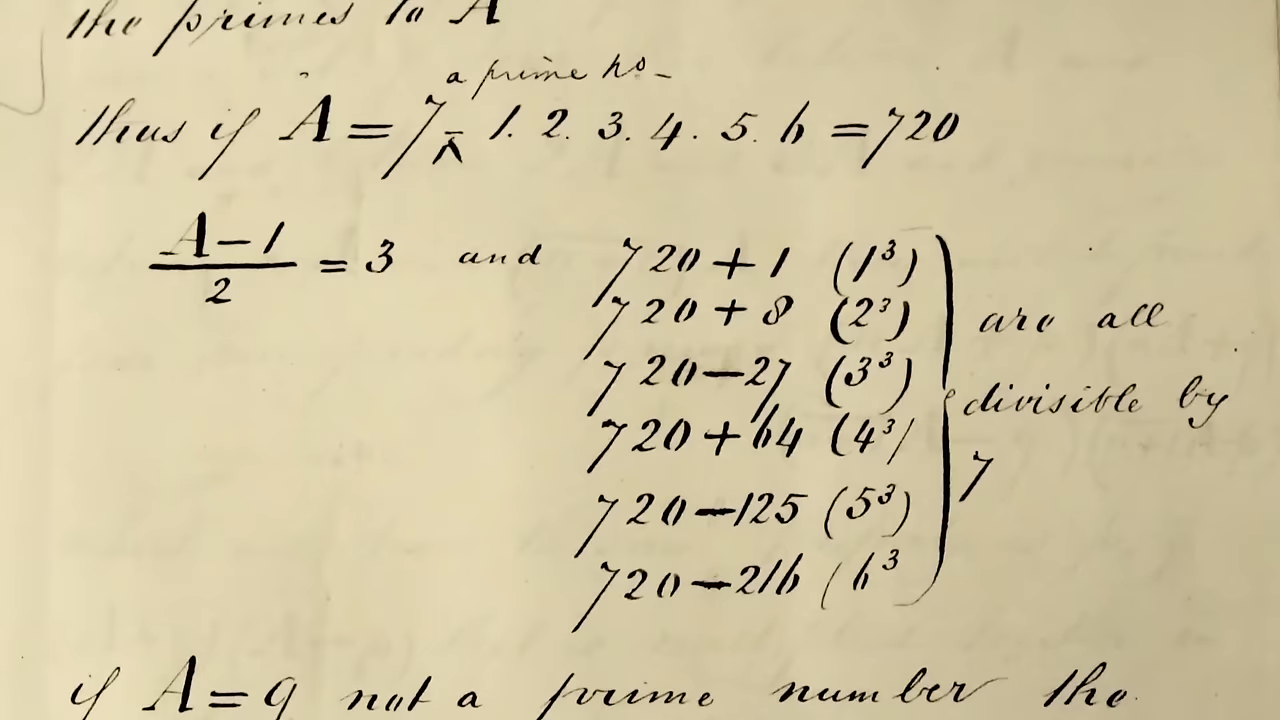 the primes to A
a prime no.
thus if A = 7 ‸ 1. 2. 3. 4. 5. 6 = 720
A − 1 / 2 = 3 and 720 + 1 (1³)
720 + 8 (2³) are all
720 − 27 (3³)
720 + 64 (4³) divisible by
720 − 125 (5³) 7
720 − 216 (6³
if A = 9 not a prime number the